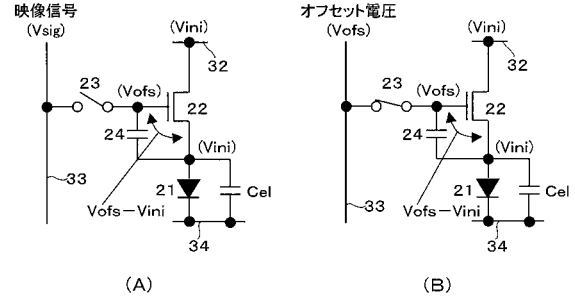 映像信号
(Vsig)
(Vini)
32
23
(Vofs)
22
24
(Vini)
33
21
Cel
Vofs−Vini
34
(A)
オフセット電圧
(Vofs)
(Vini)
32
23
(Vofs)
22
24
(Vini)
33
21
Cel
Vofs−Vini
34
(B)